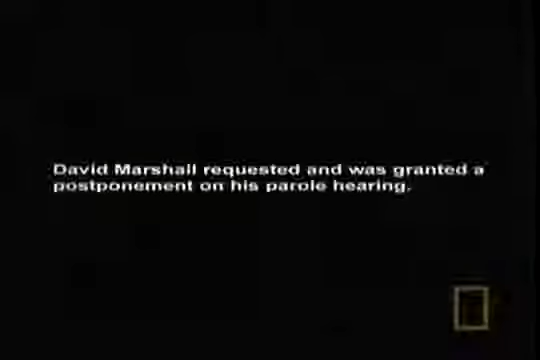 David Marshall requested and was granted a
postponement on his parole hearing.